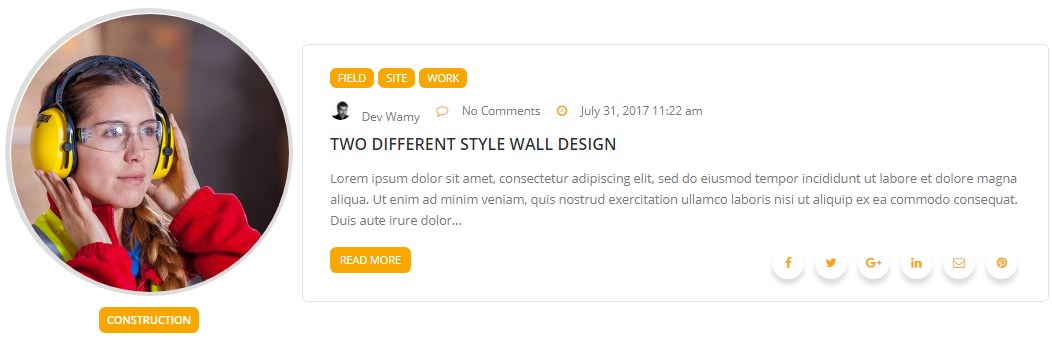 FIELD SITE WORK
Dev Wamy No Comments July 31, 2017 11:22 am
TWO DIFFERENT STYLE WALL DESIGN
Lorem ipsum dolor sit amet, consectetur adipiscing elit, sed do eiusmod tempor incididunt ut labore et dolore magna
aliqua. Ut enim ad minim veniam, quis nostrud exercitation ullamco laboris nisi ut aliquip ex ea commodo consequat.
Duis aute irure dolor...
READ MORE
CONSTRUCTION